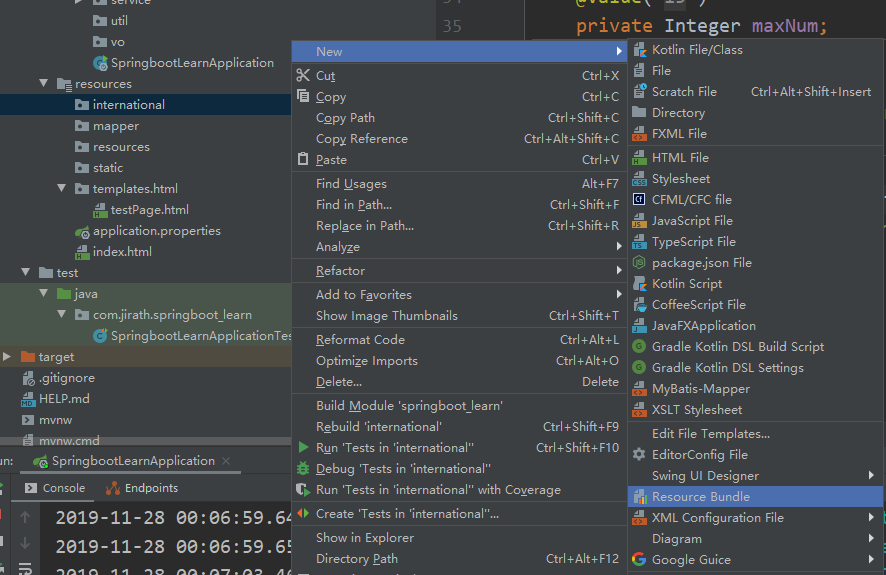 service
util
vo
SpringbootLearnApplication
resources
international
mapper
resources
static
templates.html
testPage.html
application.properties
index.html
test
java
com.jirath.springboot_learn
SpringbootLearnApplicationTe
target
.gitignore
HELP.md
mvnw
mvnw.cmd
un:
SpringbootLearnApplication
Console
Endpoints
2019-11-28 00:06:59.64
2019-11-28 00:06:59.65
@Value("15")
35
private Integer maxNum;
New
Cut Ctrl+X
Copy Ctrl+C
Copy Path Ctrl+Shift+C
Copy Reference Ctrl+Alt+Shift+C
Paste Ctrl+V
Find Usages Alt+F7
Find in Path... Ctrl+Shift+F
Replace in Path... Ctrl+Shift+R
Analyze
Refactor
Add to Favorites
Show Image Thumbnails Ctrl+Shift+T
Reformat Code Ctrl+Alt+L
Optimize Imports Ctrl+Alt+O
Delete... Delete
Build Module 'springboot_learn'
Rebuild 'international' Ctrl+Shift+F9
Run 'Tests in 'international'' Ctrl+Shift+F10
Debug 'Tests in 'international''
Run 'Tests in 'international'' with Coverage
Create 'Tests in 'international''...
Show in Explorer
Directory Path Ctrl+Alt+F12
Kotlin File/Class
File
Scratch File Ctrl+Alt+Shift+Insert
Directory
FXML File
HTML File
Stylesheet
CFML/CFC file
JavaScript File
TypeScript File
package.json File
Kotlin Script
CoffeeScript File
JavaFXApplication
Gradle Kotlin DSL Build Script
Gradle Kotlin DSL Settings
MyBatis-Mapper
XSLT Stylesheet
Edit File Templates...
EditorConfig File
Swing UI Designer
Resource Bundle
XML Configuration File
Diagram
Google Guice